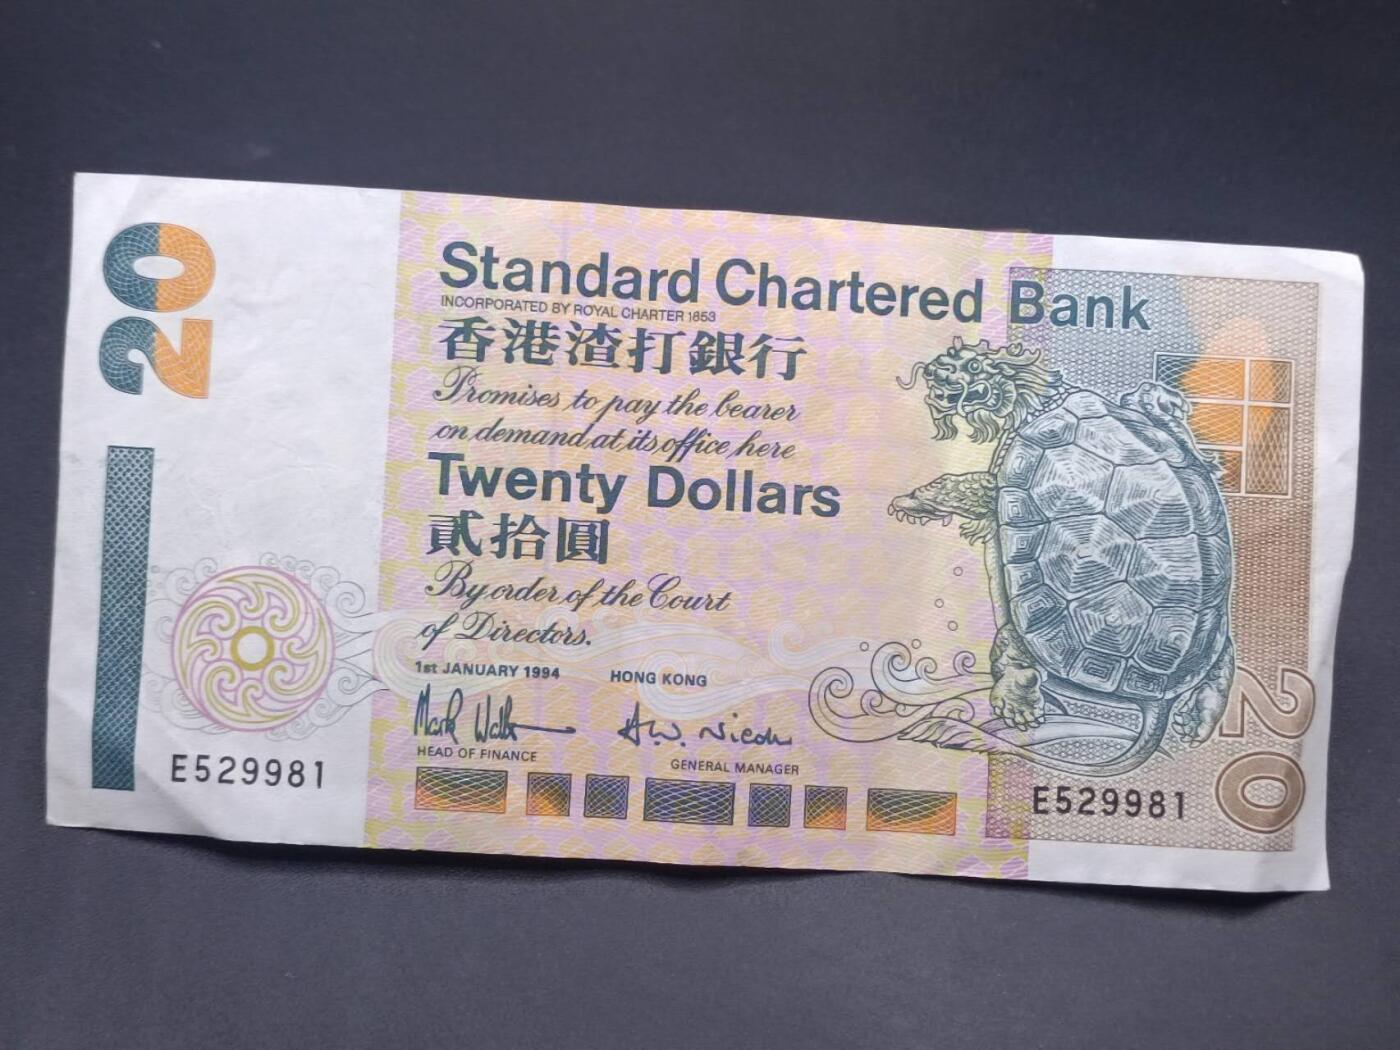 20
Standard Chartered Bank
INCORPORATED BY ROYAL CHARTER 1853
香港渣打銀行
Promises to pay the bearer
on demand at its office here
Twenty Dollars
貳拾圓
By order of the Court
of Directors.
1st JANUARY 1994 HONG KONG
Mark
HEAD OF FINANCE
GENERAL MANAGER
E529981
E529981
20